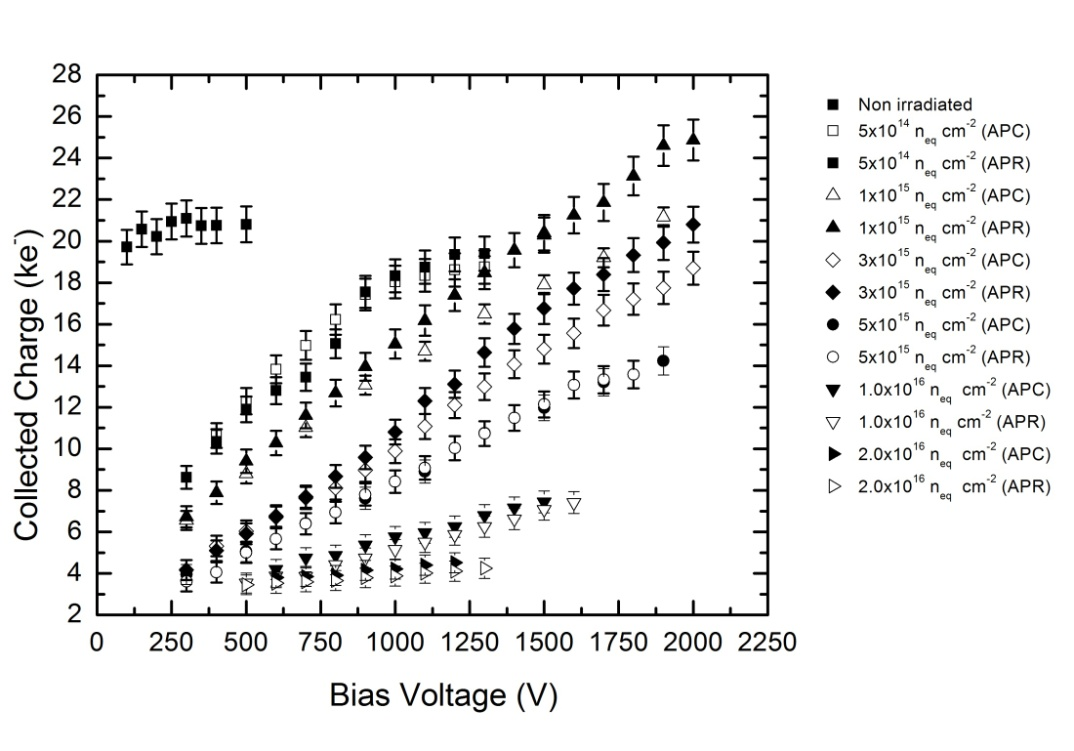 28
26
24
22
20
18
16
14
12
10
8
6
4
2
0 250 500 750 1000 1250 1500 1750 2000 2250
Collected Charge (ke⁻)
Bias Voltage (V)
Non irradiated
5x10¹⁴ n_eq cm⁻² (APC)
5x10¹⁴ n_eq cm⁻² (APR)
1x10¹⁵ n_eq cm⁻² (APC)
1x10¹⁵ n_eq cm⁻² (APR)
3x10¹⁵ n_eq cm⁻² (APC)
3x10¹⁵ n_eq cm⁻² (APR)
5x10¹⁵ n_eq cm⁻² (APC)
5x10¹⁵ n_eq cm⁻² (APR)
1.0x10¹⁶ n_eq cm⁻² (APC)
1.0x10¹⁶ n_eq cm⁻² (APR)
2.0x10¹⁶ n_eq cm⁻² (APC)
2.0x10¹⁶ n_eq cm⁻² (APR)